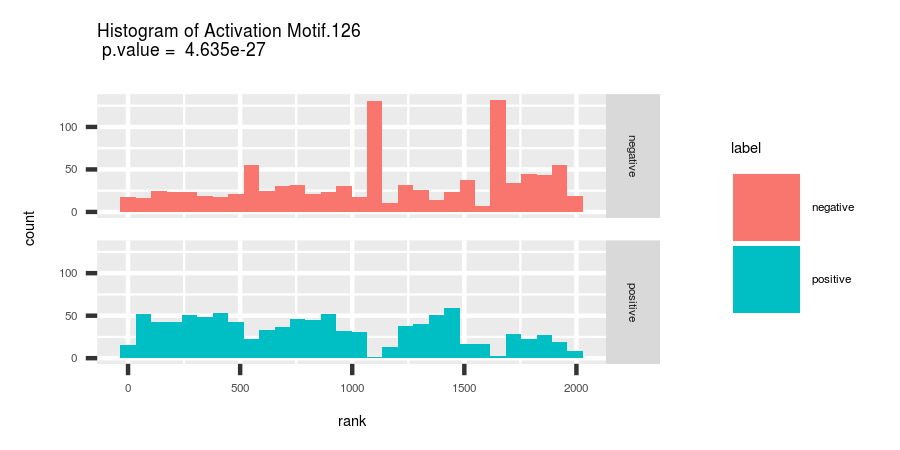 Histogram of Activation Motif.126
p.value = 4.635e-27
count
100
50
0
negative
100
50
0
positive
0 500 1000 1500 2000
rank
label
negative
positive